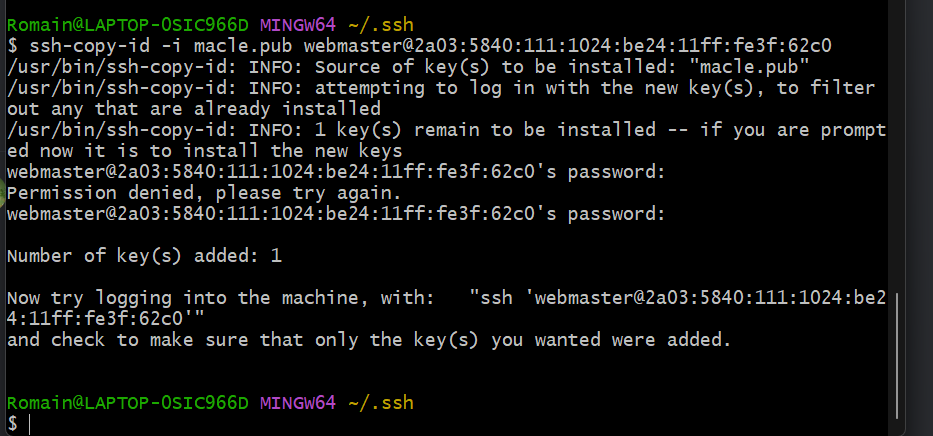 Romain@LAPTOP-0SIC966D MINGW64 ~/.ssh
$ ssh-copy-id -i macle.pub webmaster@2a03:5840:111:1024:be24:11ff:fe3f:62c0
/usr/bin/ssh-copy-id: INFO: Source of key(s) to be installed: "macle.pub"
/usr/bin/ssh-copy-id: INFO: attempting to log in with the new key(s), to filter
out any that are already installed
/usr/bin/ssh-copy-id: INFO: 1 key(s) remain to be installed -- if you are prompt
ed now it is to install the new keys
webmaster@2a03:5840:111:1024:be24:11ff:fe3f:62c0's password:
Permission denied, please try again.
webmaster@2a03:5840:111:1024:be24:11ff:fe3f:62c0's password:
Number of key(s) added: 1
Now try logging into the machine, with:   "ssh 'webmaster@2a03:5840:111:1024:be2
4:11ff:fe3f:62c0'"
and check to make sure that only the key(s) you wanted were added.
Romain@LAPTOP-0SIC966D MINGW64 ~/.ssh
$